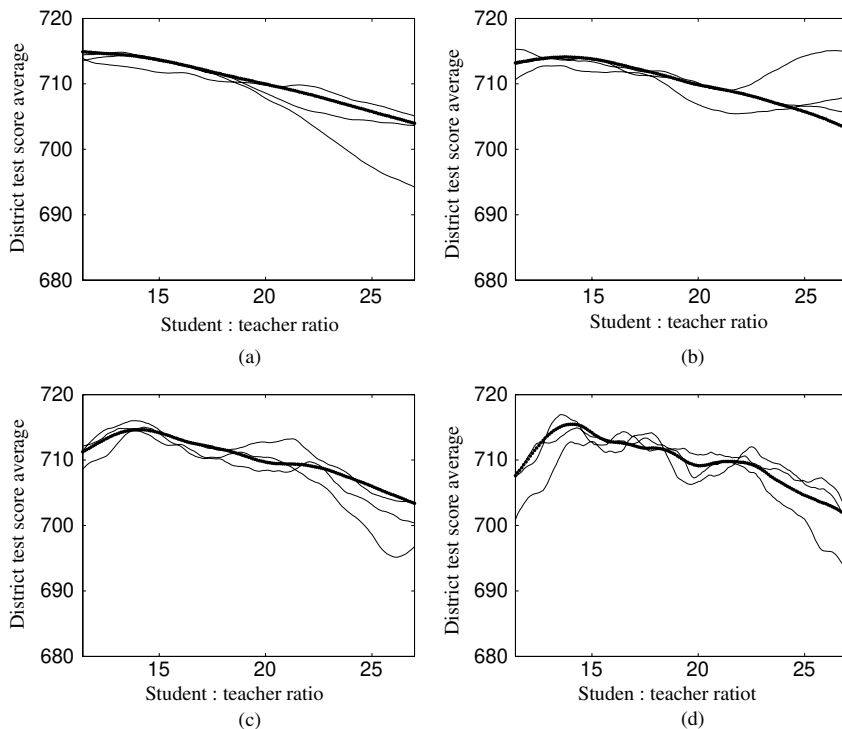 720
710
700
690
680
District test score average
15 20 25
Student : teacher ratio
(a)
720
710
700
690
680
District test score average
15 20 25
Student : teacher ratio
(b)
720
710
700
690
680
District test score average
15 20 25
Student : teacher ratio
(c)
720
710
700
690
680
District test score average
15 20 25
Studen : teacher ratiot
(d)